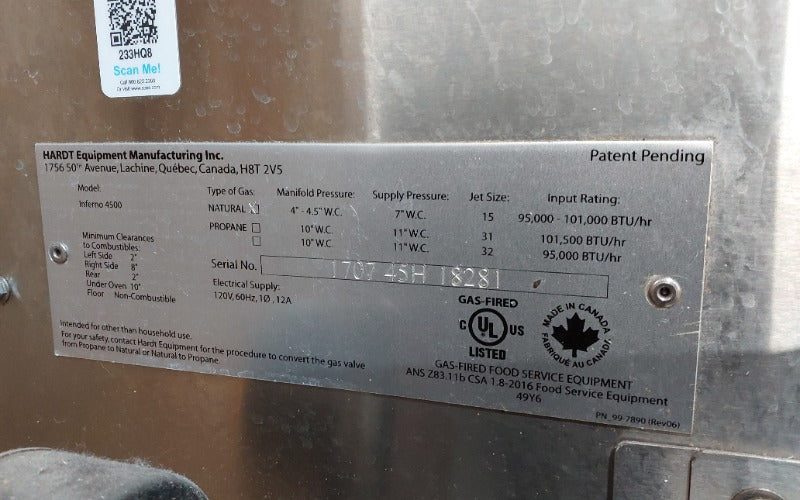 233HQ8
Scan Me!
HARDT Equipment Manufacturing Inc.
1756 50TH Avenue, Lachine, Québec, Canada, H8T 2V5
Patent Pending
Model:
Inferno 4500
Type of Gas: Manifold Pressure: Supply Pressure: Jet Size: Input Rating:
NATURAL 4" - 4.5" W.C. 7" W.C. 15 95,000 - 101,000 BTU/hr
PROPANE 10" W.C. 11" W.C. 31 101,500 BTU/hr
10" W.C. 11" W.C. 32 95,000 BTU/hr
Minimum Clearances
to Combustibles:
Left Side 2"
Right Side 8"
Rear 2"
Under Oven 10"
Floor Non-Combustible
Serial No. 1707 45H 18281
Electrical Supply:
120V, 60Hz, 1Ø, 12A
GAS-FIRED
C UL US
LISTED
MADE IN CANADA
FABRIQUÉ AU CANADA
Intended for other than household use.
For your safety, contact Hardt Equipment for the procedure to convert the gas valve
from Propane to Natural or Natural to Propane.
GAS-FIRED FOOD SERVICE EQUIPMENT
ANS Z83.11b CSA 1.8-2016 Food Service Equipment
49Y6
PN_99-7890 (Rev06)